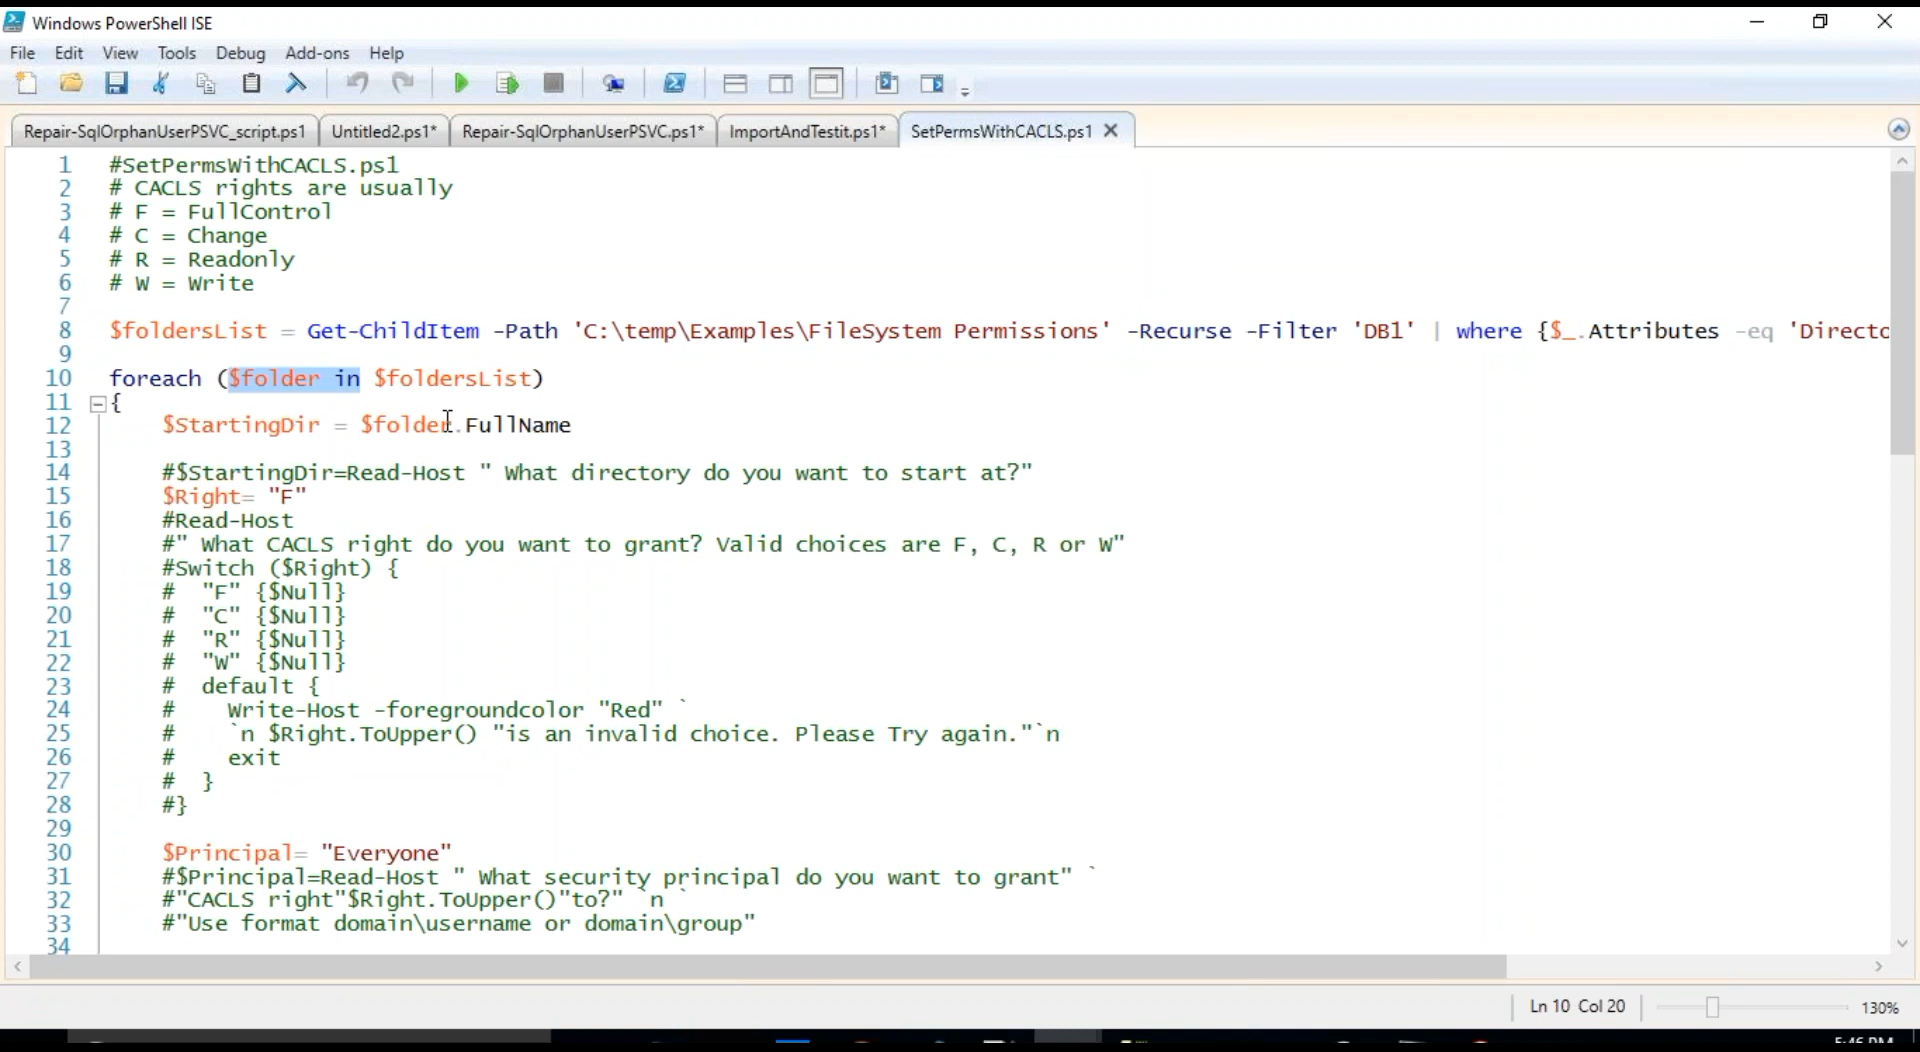 Windows PowerShell ISE
File Edit View Tools Debug Add-ons Help
Repair-SqlOrphanUserPSVC_script.ps1 Untitled2.ps1* Repair-SqlOrphanUserPSVC.ps1* ImportAndTestit.ps1* SetPermsWithCACLS.ps1
1 #SetPermsWithCACLS.ps1
2 # CACLS rights are usually
3 # F = FullControl
4 # C = Change
5 # R = Readonly
6 # W = Write
7
8 $foldersList = Get-ChildItem -Path 'C:\temp\Examples\FileSystem Permissions' -Recurse -Filter 'DB1' | where {$_.Attributes -eq 'Directo
9
10 foreach ($folder in $foldersList)
11 {
12 $StartingDir = $folder.FullName
13
14 #$StartingDir=Read-Host " What directory do you want to start at?"
15 $Right= "F"
16 #Read-Host
17 #" What CACLS right do you want to grant? Valid choices are F, C, R or W"
18 #Switch ($Right) {
19 # "F" {$Null}
20 # "C" {$Null}
21 # "R" {$Null}
22 # "W" {$Null}
23 # default {
24 # Write-Host -foregroundcolor "Red" `
25 # `n $Right.ToUpper() "is an invalid choice. Please Try again."`n
26 # exit
27 # }
28 #}
29
30 $Principal= "Everyone"
31 #$Principal=Read-Host " What security principal do you want to grant" `
32 #"CACLS right"$Right.ToUpper()"to?" `n `
33 #"Use format domain\username or domain\group"
34
Ln 10 Col 20 130%
5:46 PM